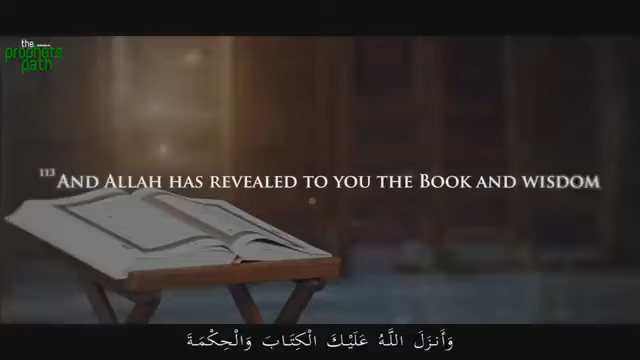 the
prophets
path
113 AND ALLAH HAS REVEALED TO YOU THE BOOK AND WISDOM
وَأَنزَلَ اللَّهُ عَلَيْكَ الْكِتَابَ وَالْحِكْمَةَ